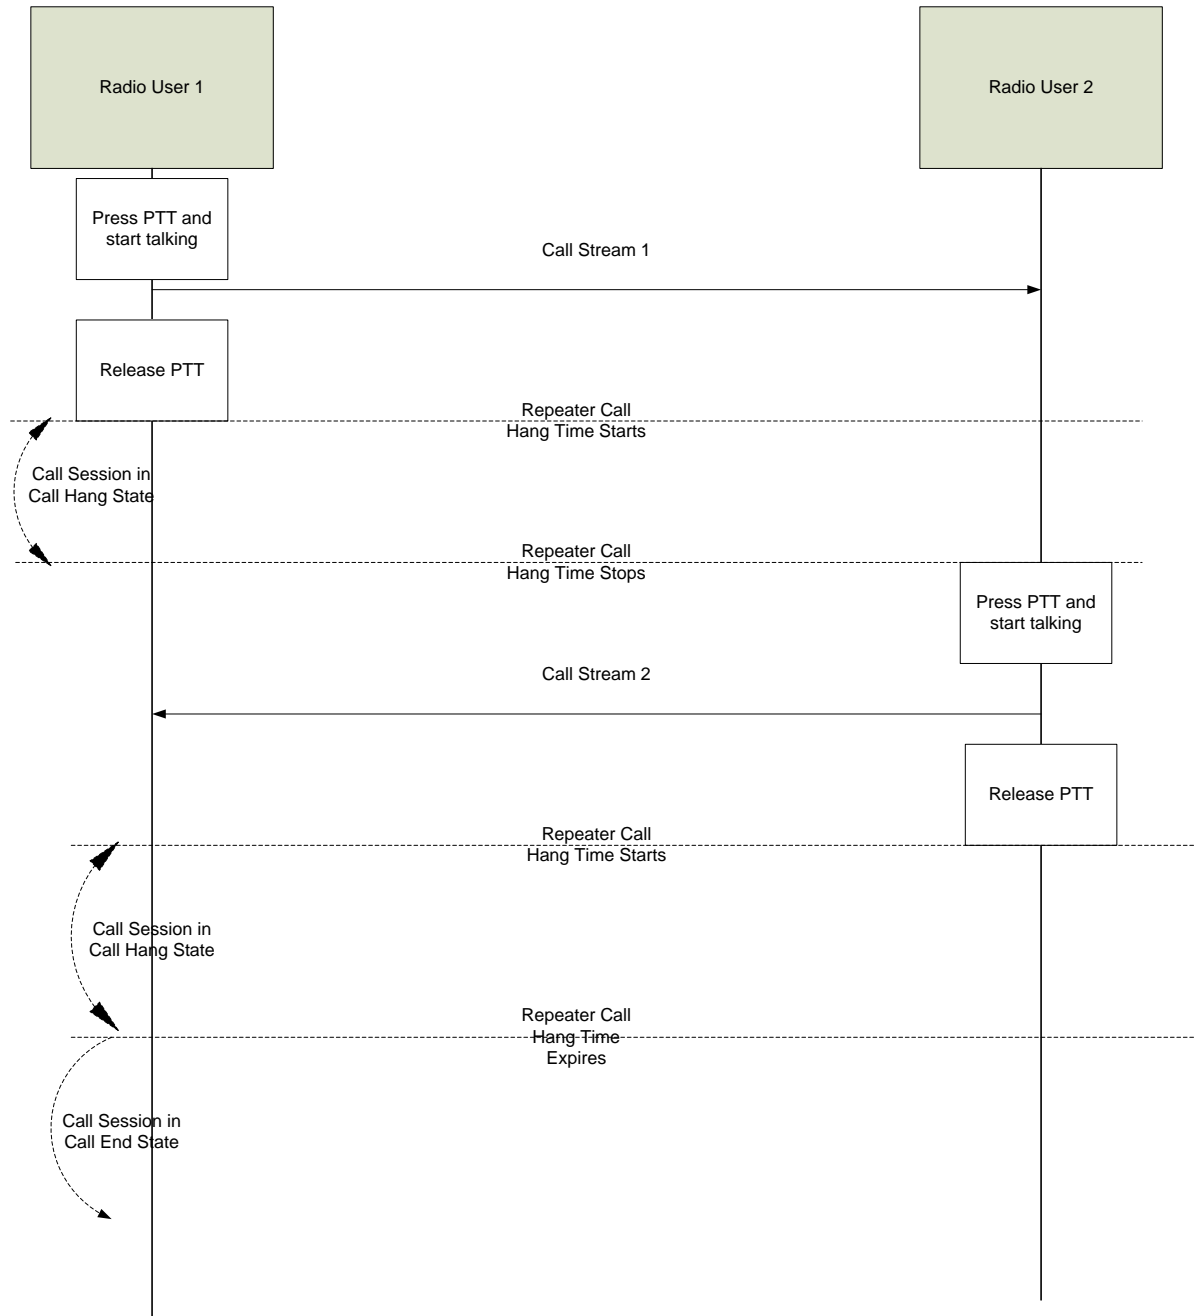 Radio User 1
Radio User 2
Press PTT and
start talking
Call Stream 1
Release PTT
Repeater Call
Hang Time Starts
Call Session in
Call Hang State
Repeater Call
Hang Time Stops
Press PTT and
start talking
Call Stream 2
Release PTT
Repeater Call
Hang Time Starts
Call Session in
Call Hang State
Repeater Call
Hang Time
Expires
Call Session in
Call End State